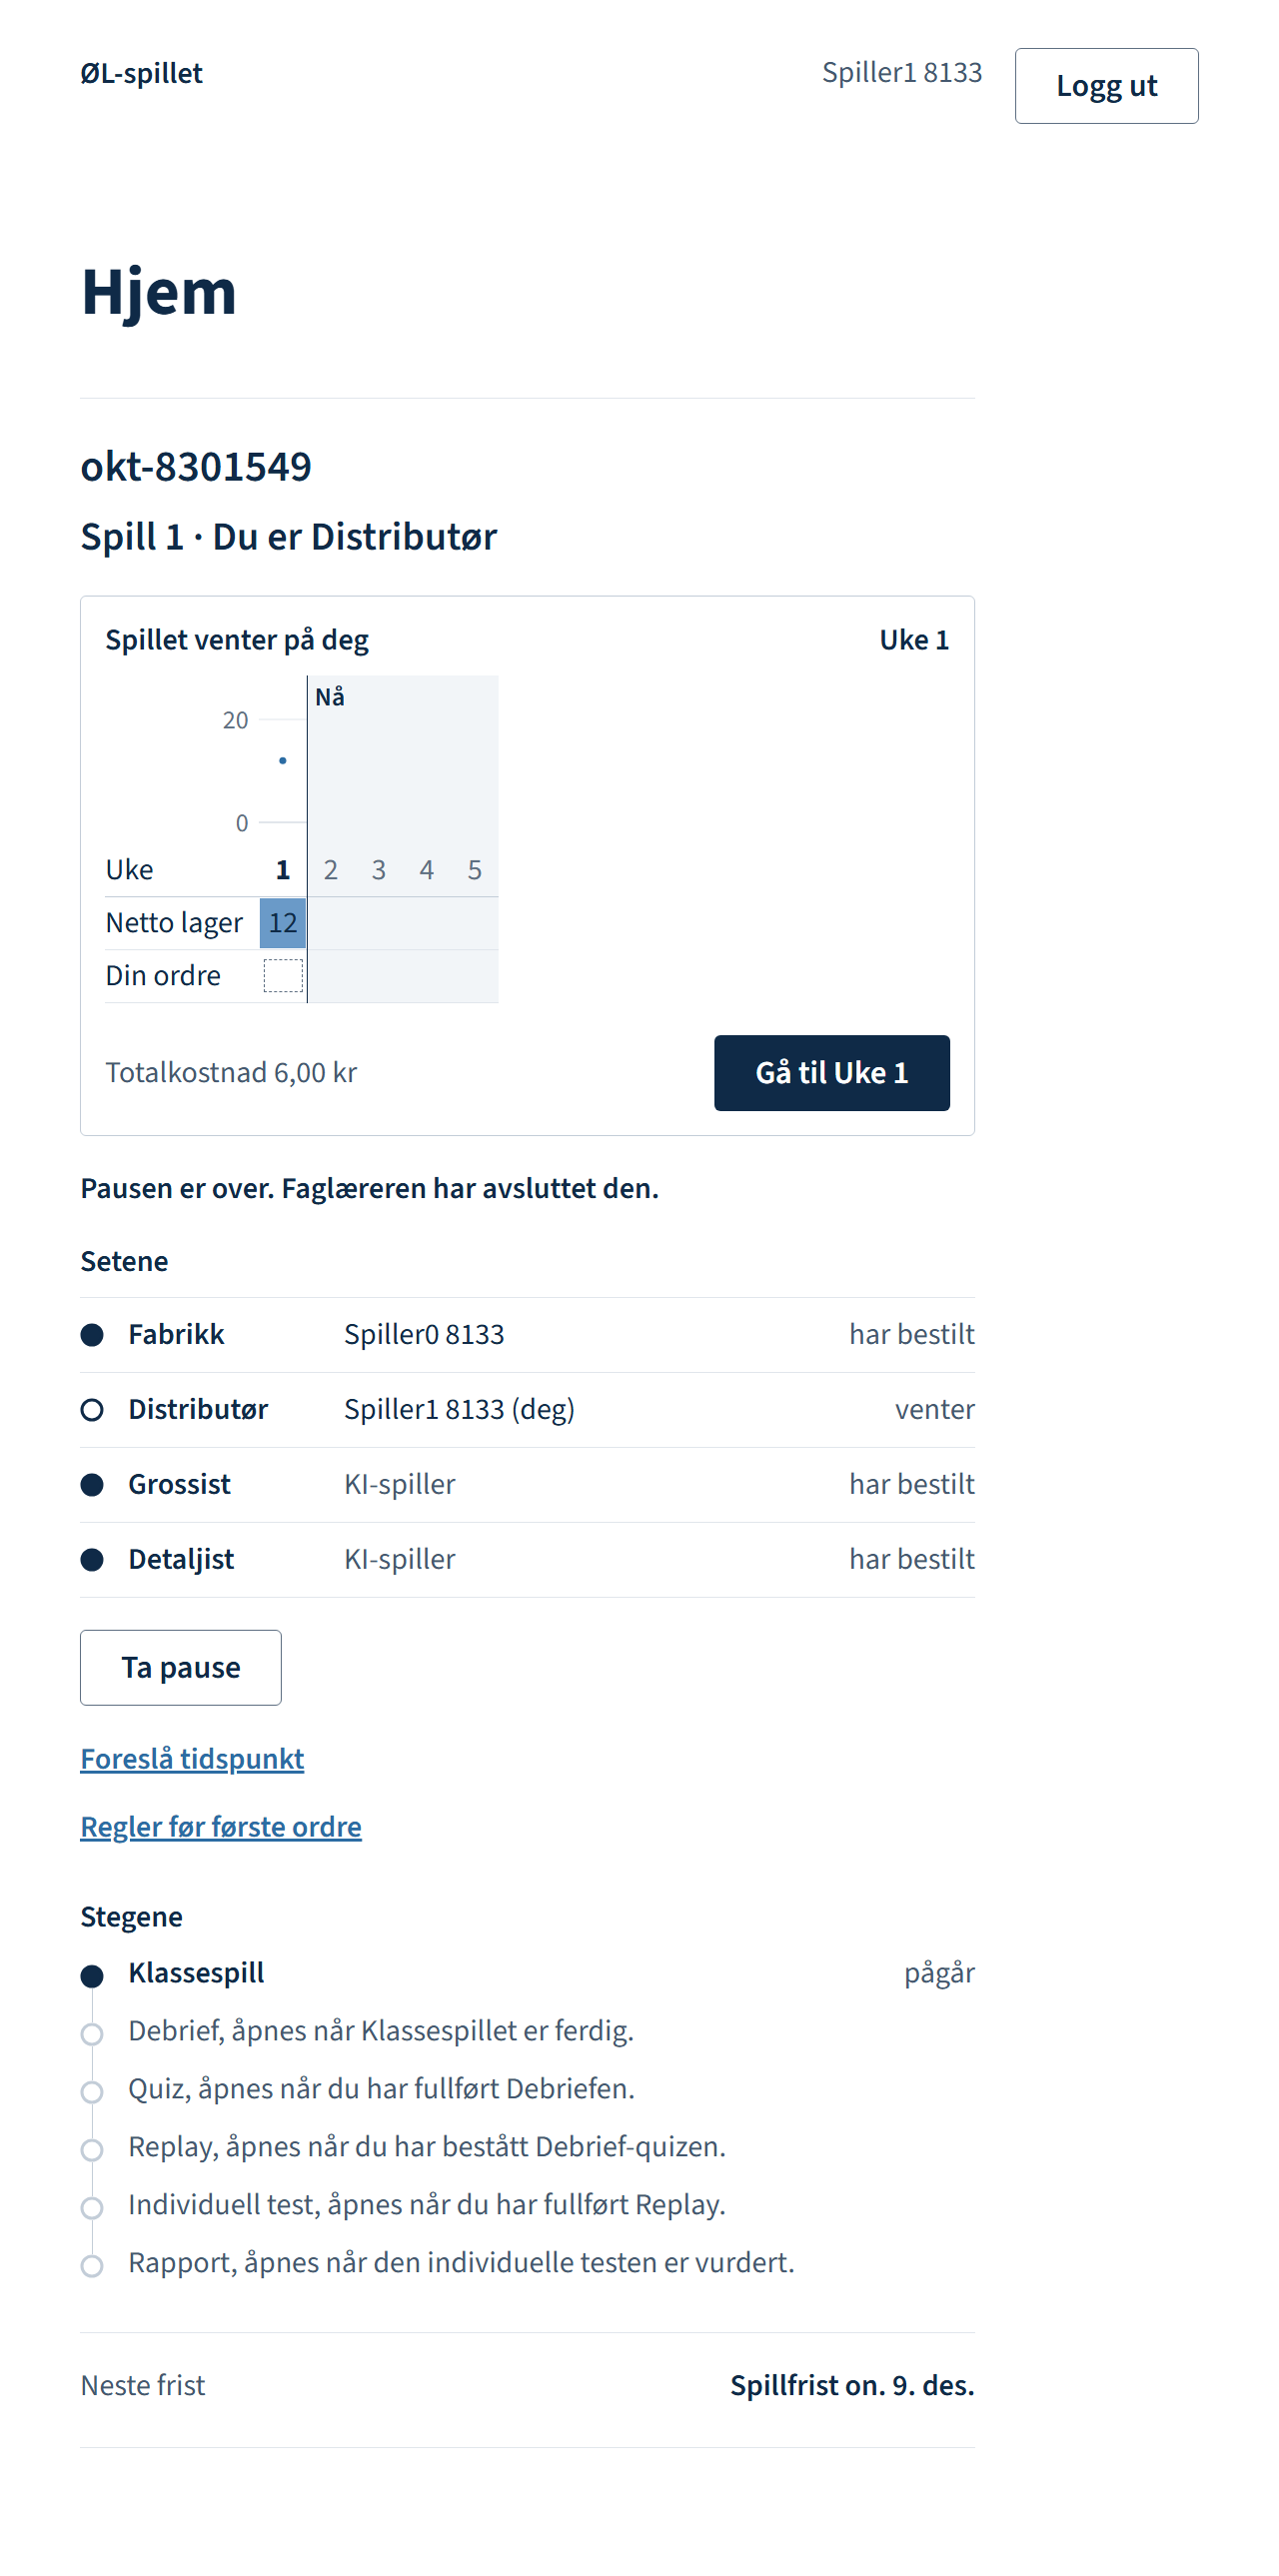 ØL-spillet
Spiller1 8133
Logg ut
Hjem
okt-8301549
Spill 1 · Du er Distributør
Spillet venter på deg
Uke 1
Nå
20
0
Uke 1 2 3 4 5
Netto lager 12
Din ordre
Totalkostnad 6,00 kr
Gå til Uke 1
Pausen er over. Faglæreren har avsluttet den.
Setene
Fabrikk Spiller0 8133 har bestilt
Distributør Spiller1 8133 (deg) venter
Grossist KI-spiller har bestilt
Detaljist KI-spiller har bestilt
Ta pause
Foreslå tidspunkt
Regler før første ordre
Stegene
Klassespill pågår
Debrief, åpnes når Klassespillet er ferdig.
Quiz, åpnes når du har fullført Debriefen.
Replay, åpnes når du har bestått Debrief-quizen.
Individuell test, åpnes når du har fullført Replay.
Rapport, åpnes når den individuelle testen er vurdert.
Neste frist Spillfrist on. 9. des.